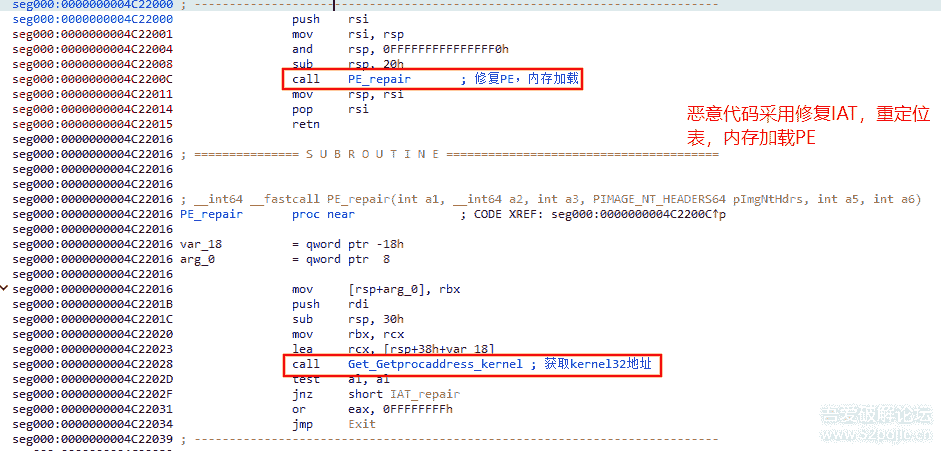 seg000:0000000004C22000 ; ---------------------------------------------------------------------------
seg000:0000000004C22000 push rsi
seg000:0000000004C22001 mov rsi, rsp
seg000:0000000004C22004 and rsp, 0FFFFFFFFFFFFFFF0h
seg000:0000000004C22008 sub rsp, 20h
seg000:0000000004C2200C call PE_repair ; 修复PE，内存加载
seg000:0000000004C22011 mov rsp, rsi
seg000:0000000004C22014 pop rsi
seg000:0000000004C22015 retn
恶意代码采用修复IAT，重定位
表，内存加载PE
seg000:0000000004C22016
seg000:0000000004C22016 ; =============== S U B R O U T I N E =======================================
seg000:0000000004C22016
seg000:0000000004C22016
seg000:0000000004C22016 ; __int64 __fastcall PE_repair(int a1, __int64 a2, int a3, PIMAGE_NT_HEADERS64 pImgNtHdrs, int a5, int a6)
seg000:0000000004C22016 PE_repair proc near ; CODE XREF: seg000:0000000004C2200C↑p
seg000:0000000004C22016
seg000:0000000004C22016 var_18 = qword ptr -18h
seg000:0000000004C22016 arg_0 = qword ptr 8
seg000:0000000004C22016
seg000:0000000004C22016 mov [rsp+arg_0], rbx
seg000:0000000004C2201B push rdi
seg000:0000000004C2201C sub rsp, 30h
seg000:0000000004C22020 mov rbx, rcx
seg000:0000000004C22023 lea rcx, [rsp+38h+var_18]
seg000:0000000004C22028 call Get_Getprocaddress_kernel ; 获取kernel32地址
seg000:0000000004C2202D test al, al
seg000:0000000004C2202F jnz short IAT_repair
seg000:0000000004C22031 or eax, 0FFFFFFFFh
seg000:0000000004C22034 jmp Exit
seg000:0000000004C22039 ; ---------------------------------------------------------------------------
吾爱破解论坛
www.52pojie.cn